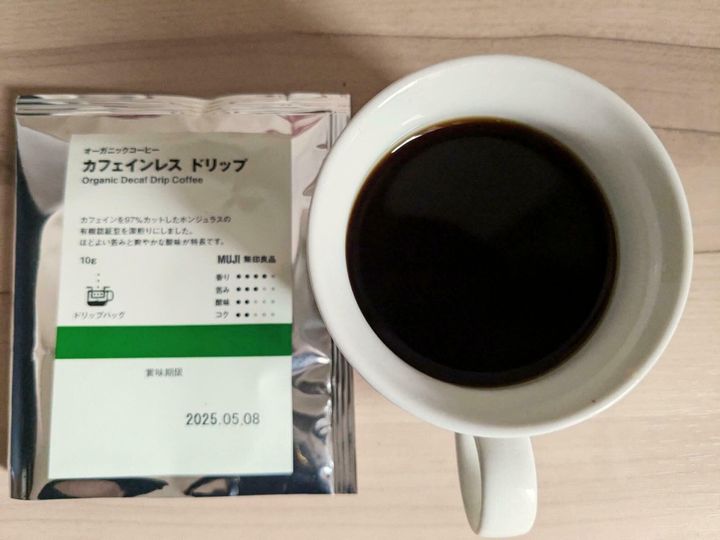 オーガニックコーヒー
カフェインレス ドリップ
Organic Decaf Drip Coffee
カフェインを97%カットしたホンジュラスの
有機認証豆を深煎りにしました。
ほどよい苦みと爽やかな酸味が特長です。
10g
MUJI 無印良品
香り
苦み
酸味
コク
ドリップバッグ
賞味期限
2025.05.08